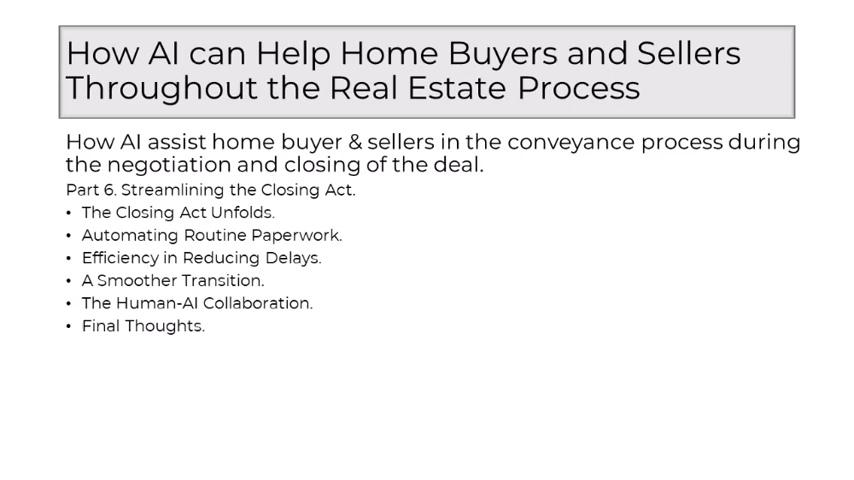 How AI can Help Home Buyers and Sellers
Throughout the Real Estate Process
How AI assist home buyer & sellers in the conveyance process during
the negotiation and closing of the deal.
Part 6. Streamlining the Closing Act.
• The Closing Act Unfolds.
• Automating Routine Paperwork.
• Efficiency in Reducing Delays.
• A Smoother Transition.
• The Human-AI Collaboration.
• Final Thoughts.